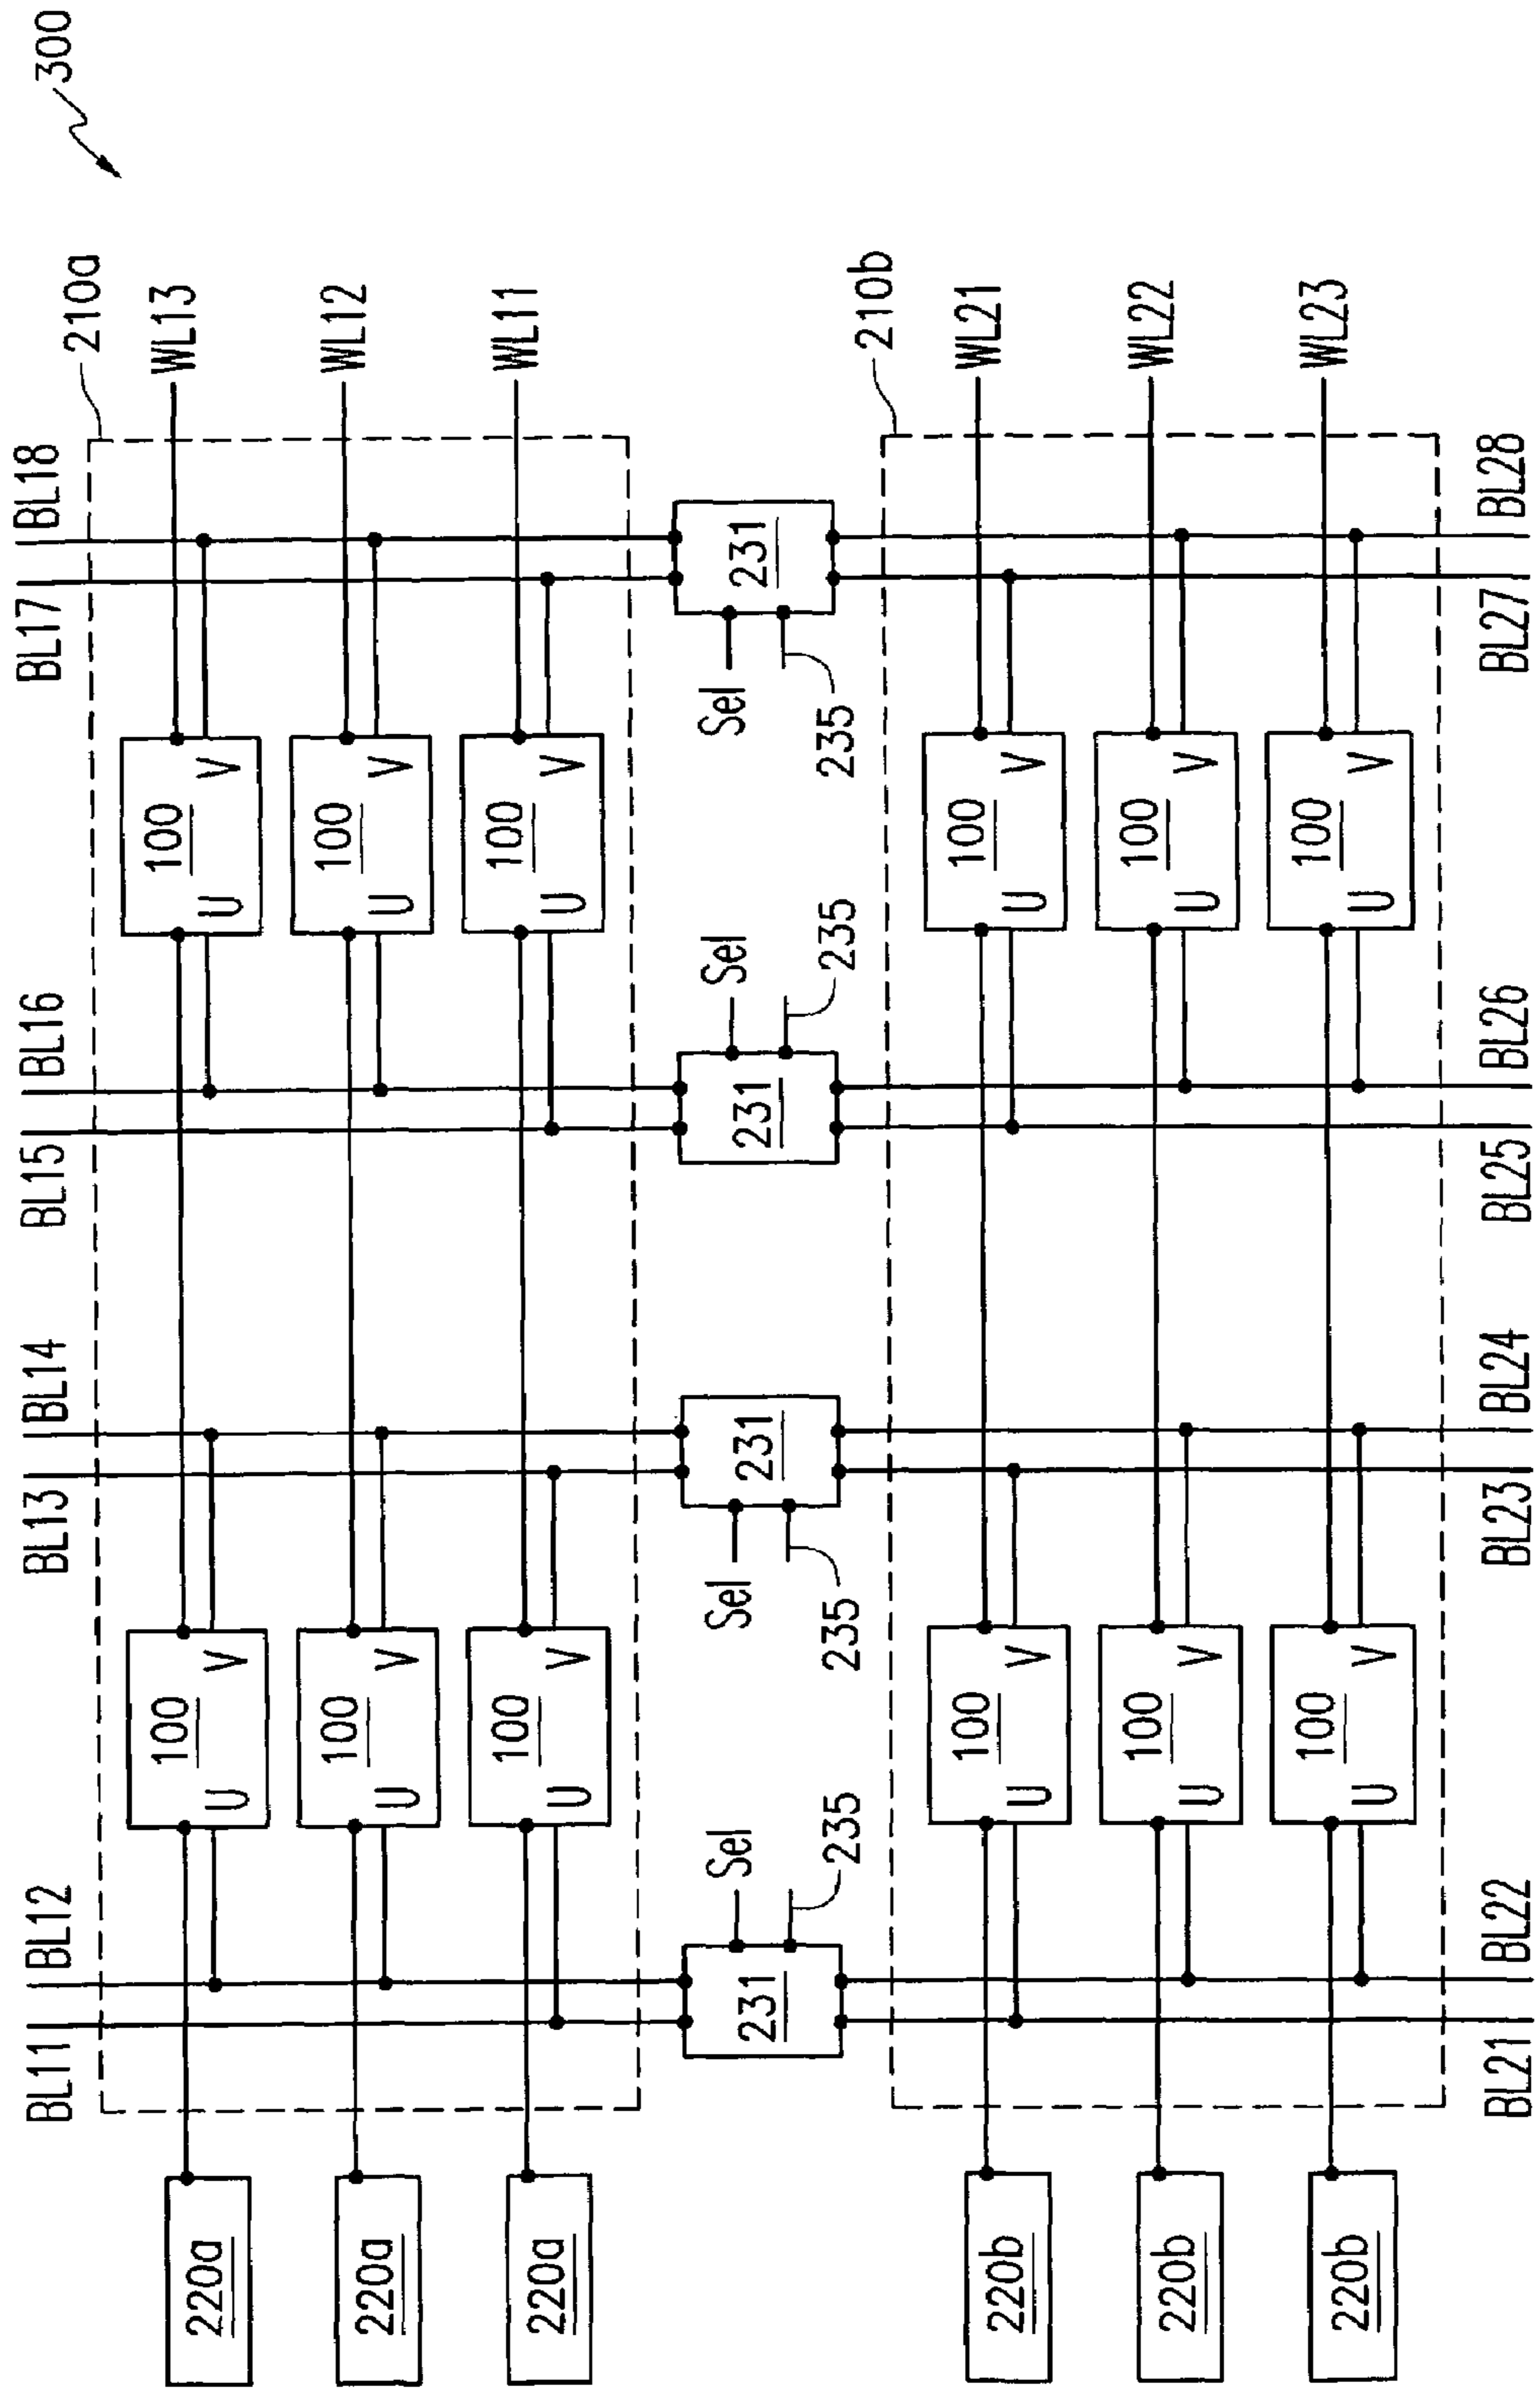 300
BL11
BL12
BL13
BL14
BL15
BL16
BL17
BL18
210a
220a
100
U
V
100
U
V
WL13
220a
100
U
V
100
U
V
WL12
220a
100
U
V
100
U
V
WL11
231
Sel
235
Sel
235
231
231
Sel
235
Sel
235
231
210b
220b
100
U
V
100
U
V
WL21
220b
100
U
V
100
U
V
WL22
220b
100
U
V
100
U
V
WL23
BL21
BL22
BL23
BL24
BL25
BL26
BL27
BL28